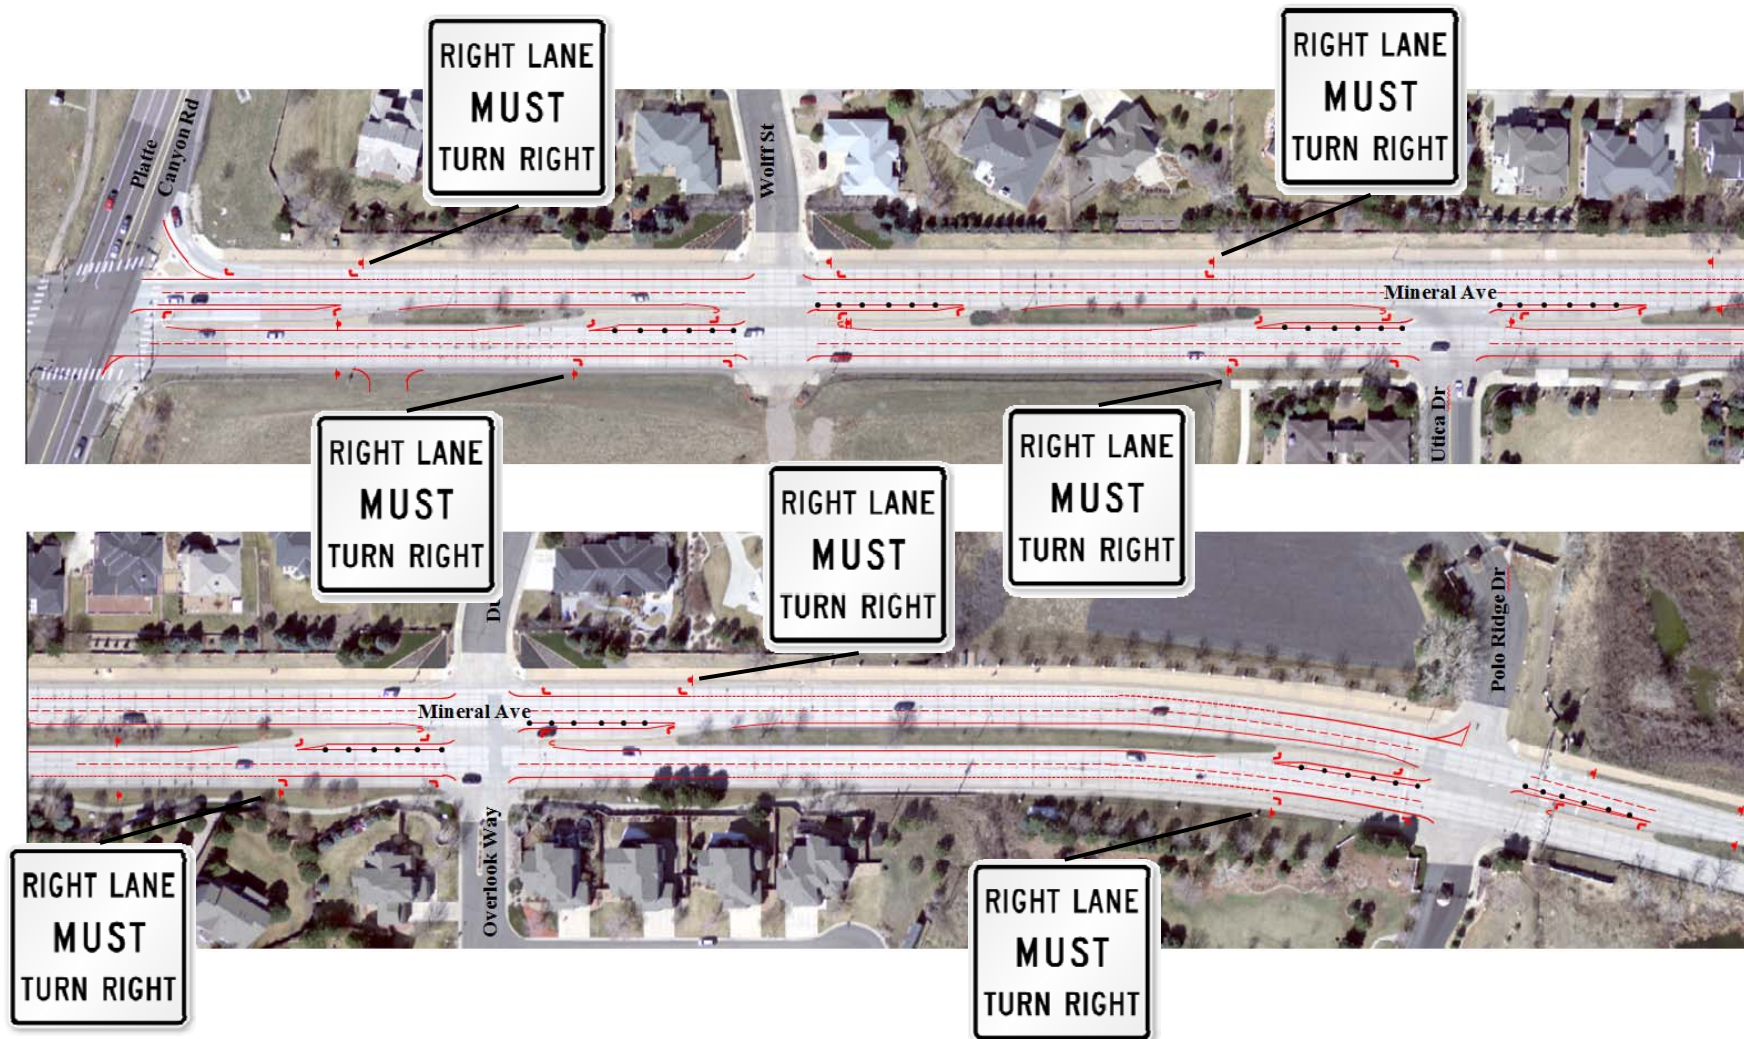 RIGHT LANE
MUST
TURN RIGHT
RIGHT LANE
MUST
TURN RIGHT
Platte
Canyon Rd
Wolff St
Mineral Ave
Utica Dr
RIGHT LANE
MUST
TURN RIGHT
RIGHT LANE
MUST
TURN RIGHT
RIGHT LANE
MUST
TURN RIGHT
Polo Ridge Dr
Mineral Ave
Overlook Way
RIGHT LANE
MUST
TURN RIGHT
RIGHT LANE
MUST
TURN RIGHT